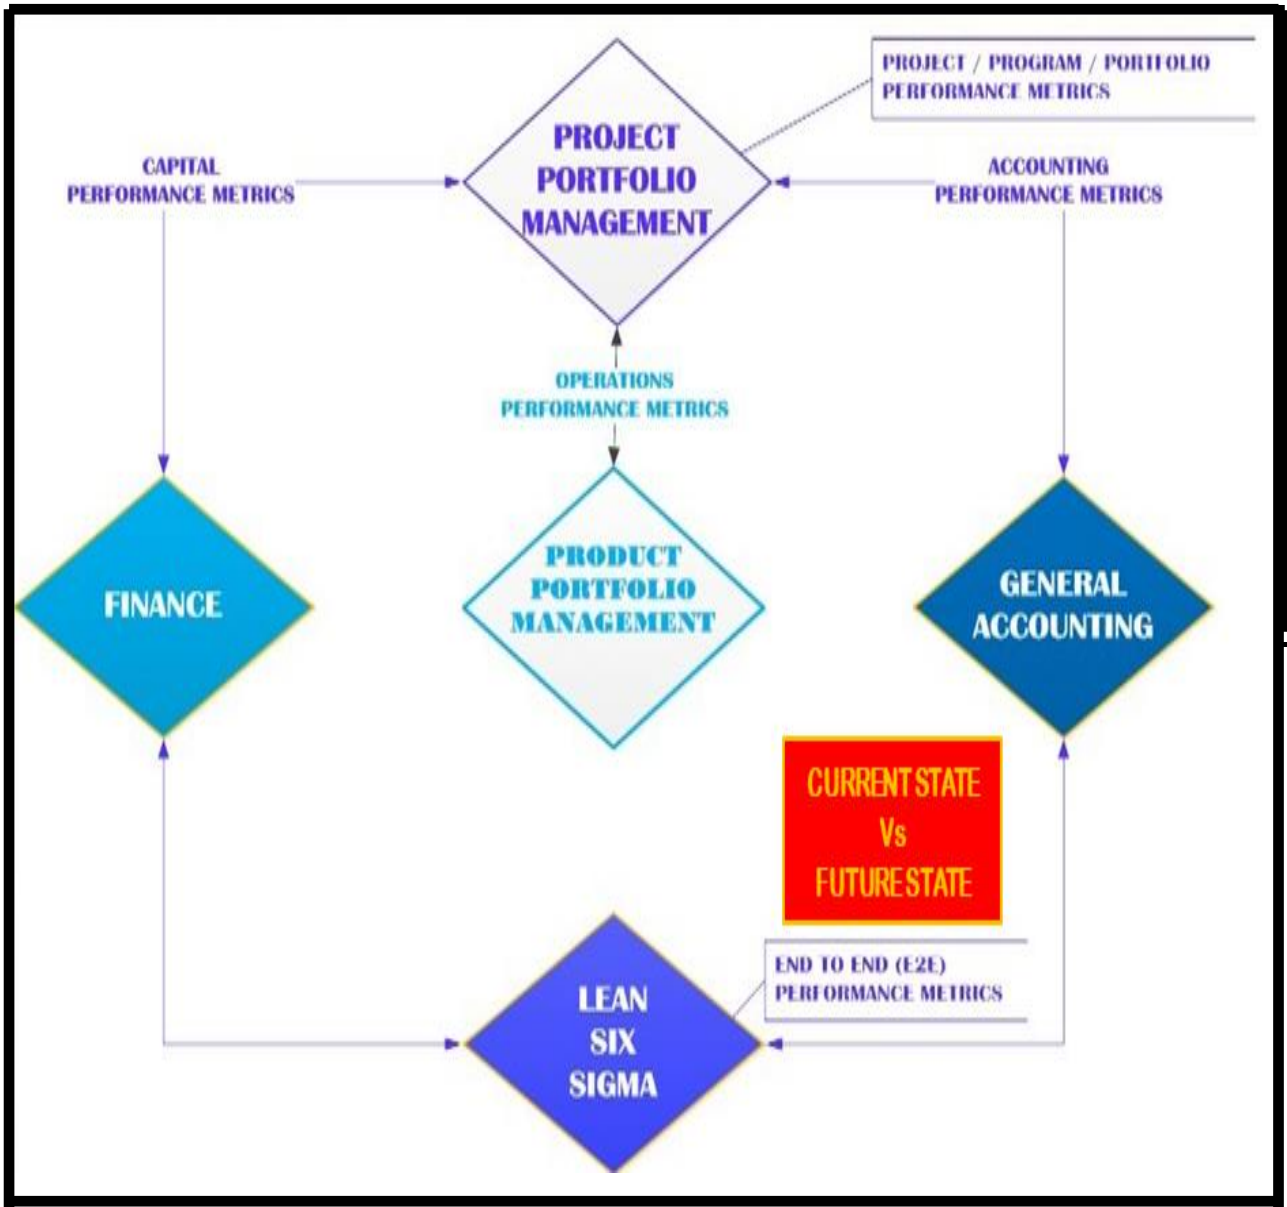 PROJECT / PROGRAM / PORTFOLIO
PERFORMANCE METRICS
PROJECT
PORTFOLIO
MANAGEMENT
CAPITAL
PERFORMANCE METRICS
ACCOUNTING
PERFORMANCE METRICS
OPERATIONS
PERFORMANCE METRICS
FINANCE
PRODUCT
PORTFOLIO
MANAGEMENT
GENERAL
ACCOUNTING
CURRENT STATE
Vs
FUTURE STATE
END TO END (E2E)
PERFORMANCE METRICS
LEAN
SIX
SIGMA